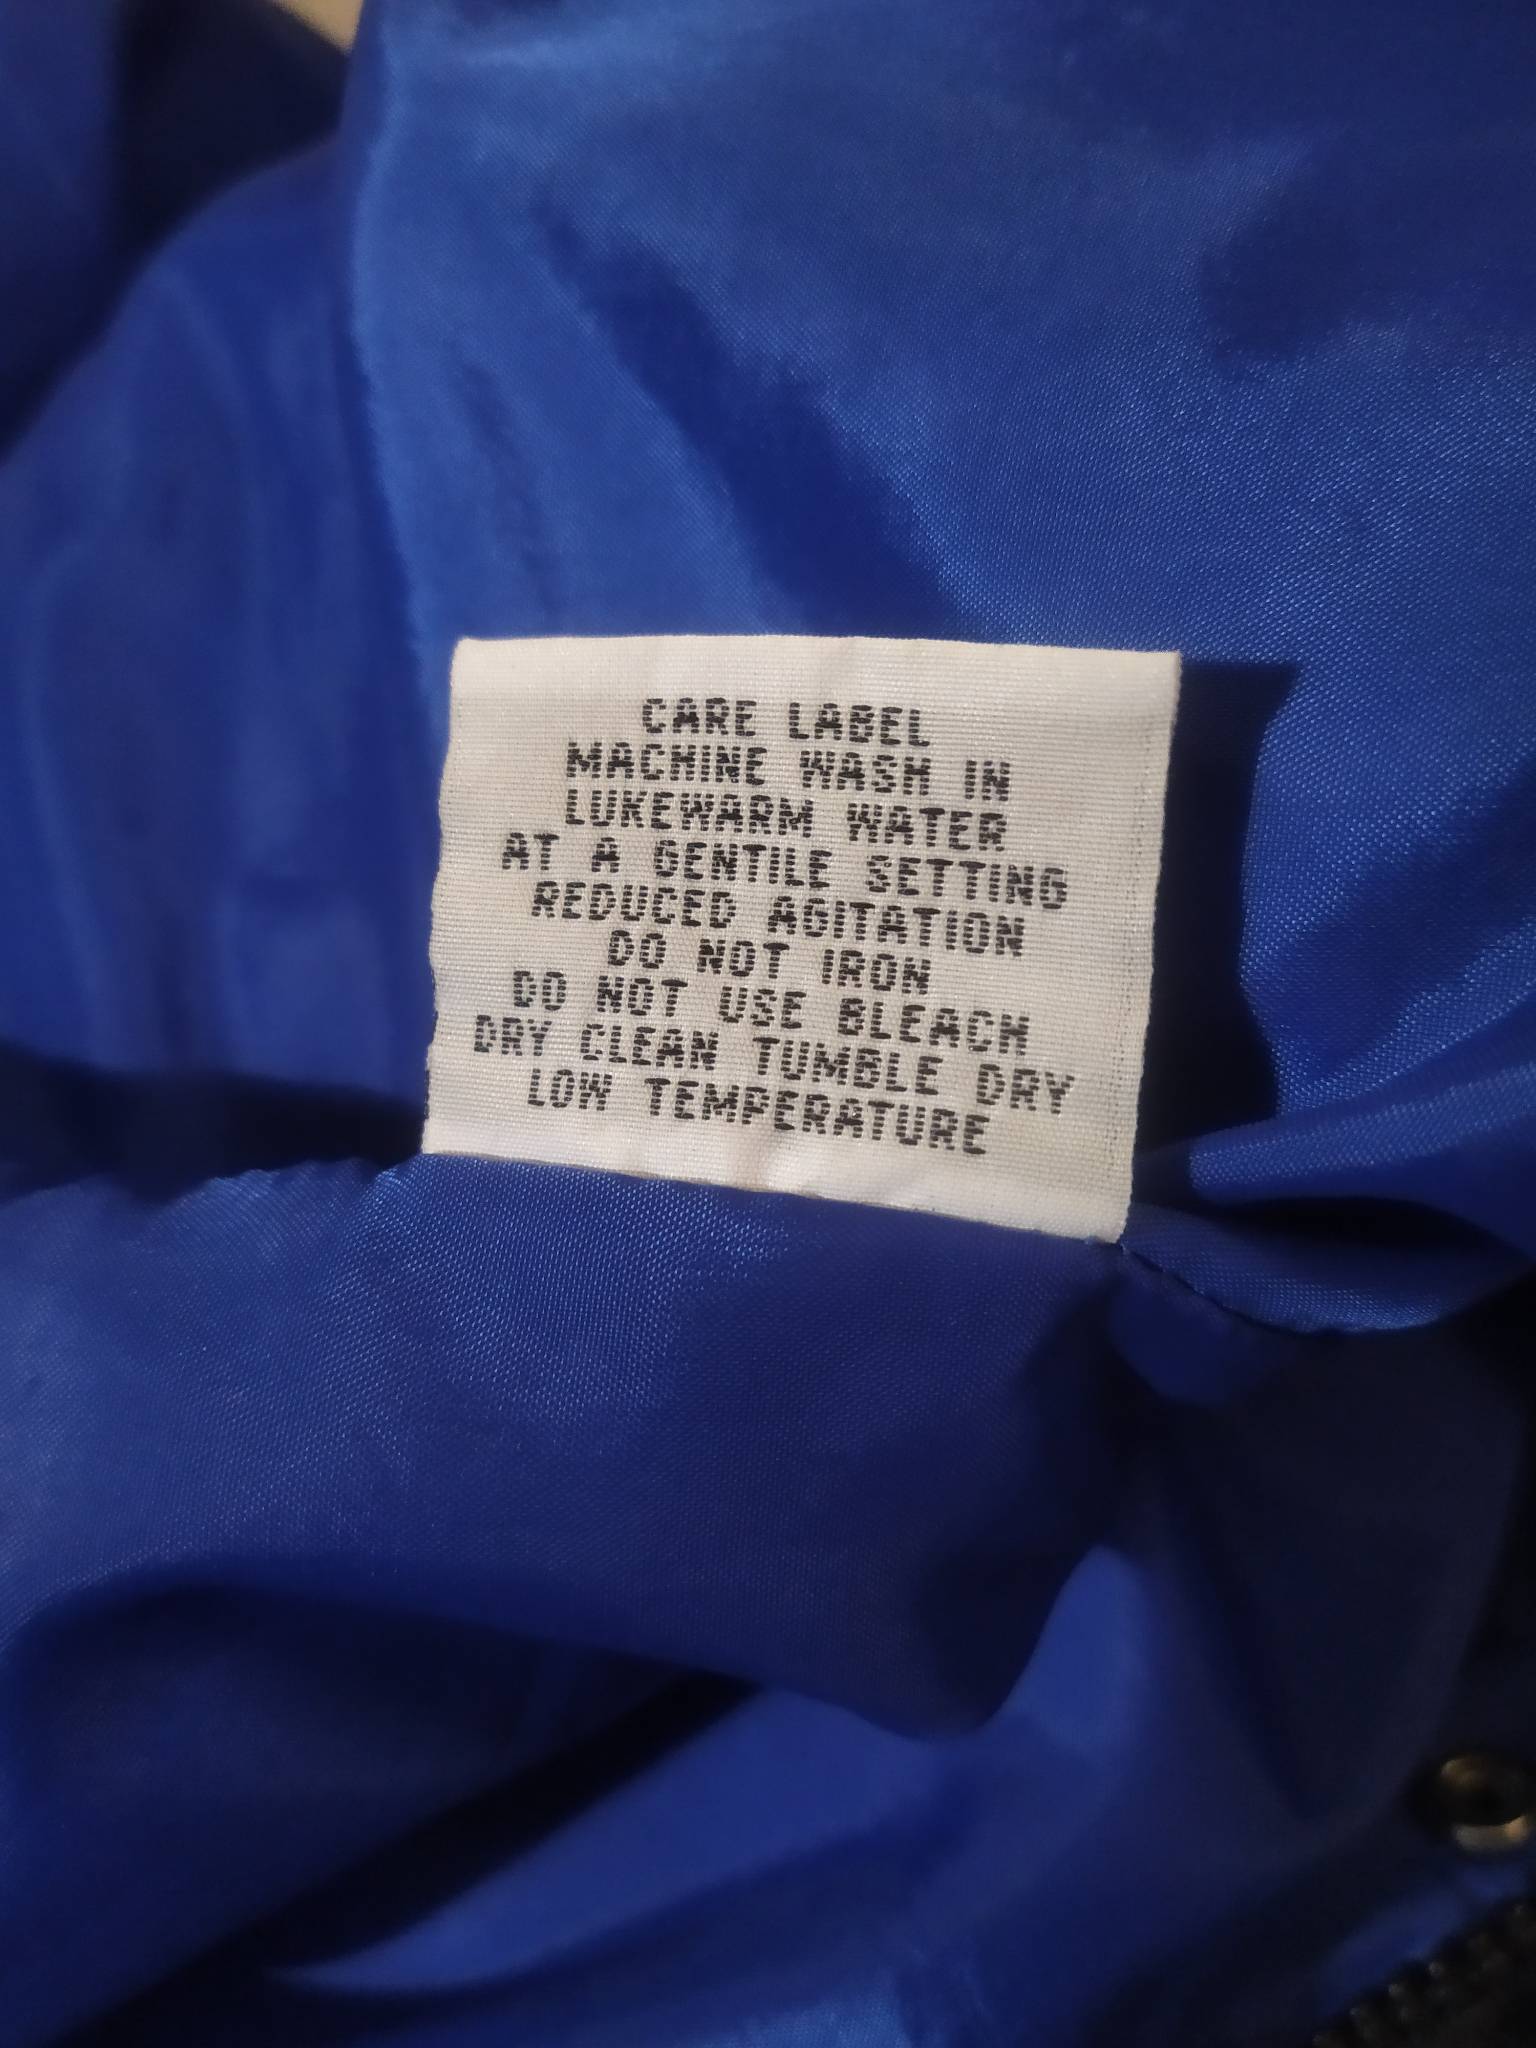 CARE LABEL
MACHINE WASH IN
LUKEWARM WATER
AT A GENTILE SETTING
REDUCED AGITATION
DO NOT IRON
DO NOT USE BLEACH
DRY CLEAN TUMBLE DRY
LOW TEMPERATURE